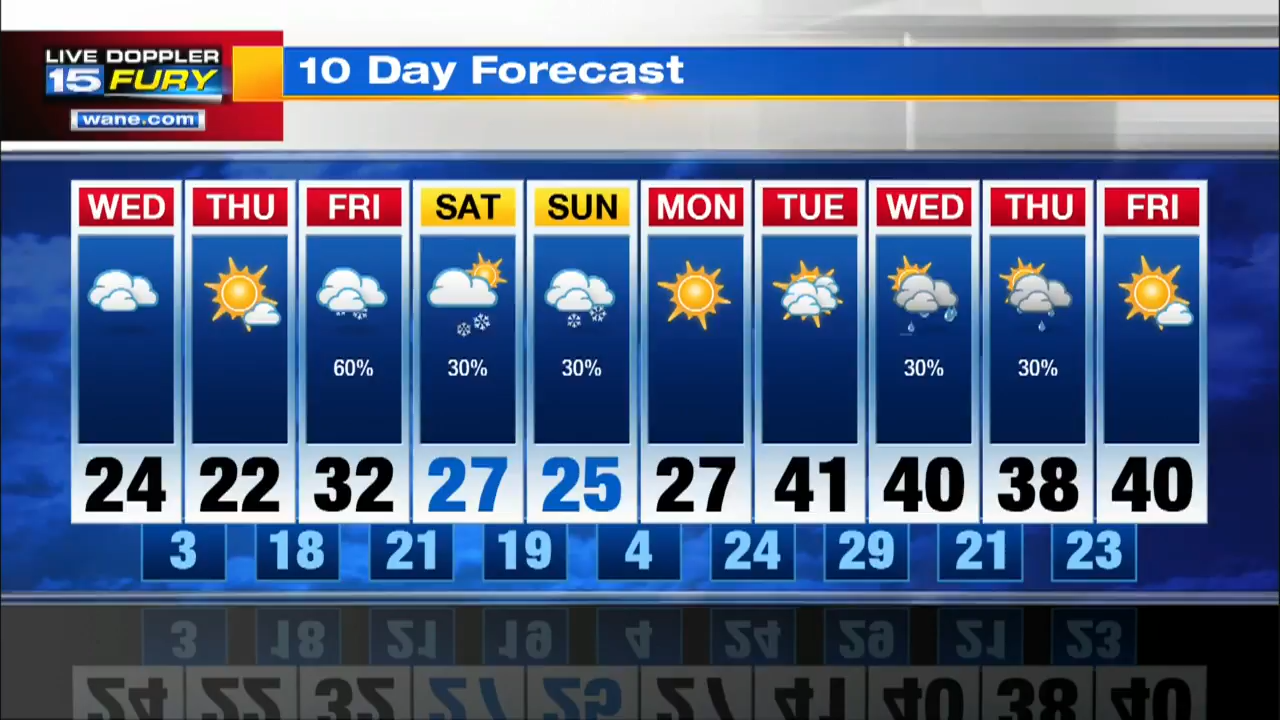 LIVE DOPPLER
15 FURY
wane.com
10 Day Forecast
WED THU FRI SAT SUN MON TUE WED THU FRI
60% 30% 30% 30% 30%
24 22 32 27 25 27 41 40 38 40
3 18 21 19 4 24 29 21 23